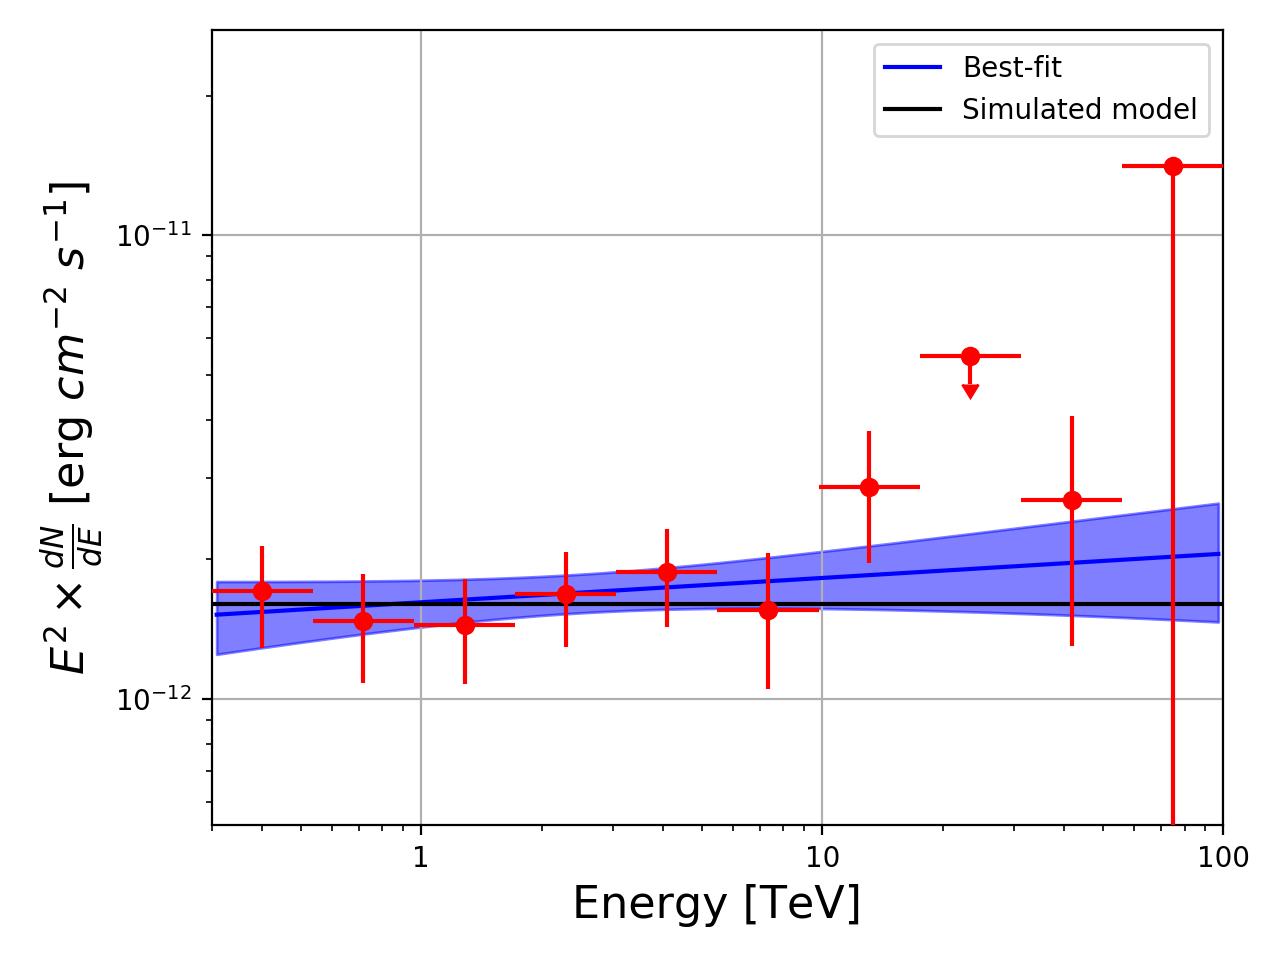 Best-fit
Simulated model
10⁻¹¹
10⁻¹²
E² × dN/dE [erg cm⁻² s⁻¹]
1 10 100
Energy [TeV]